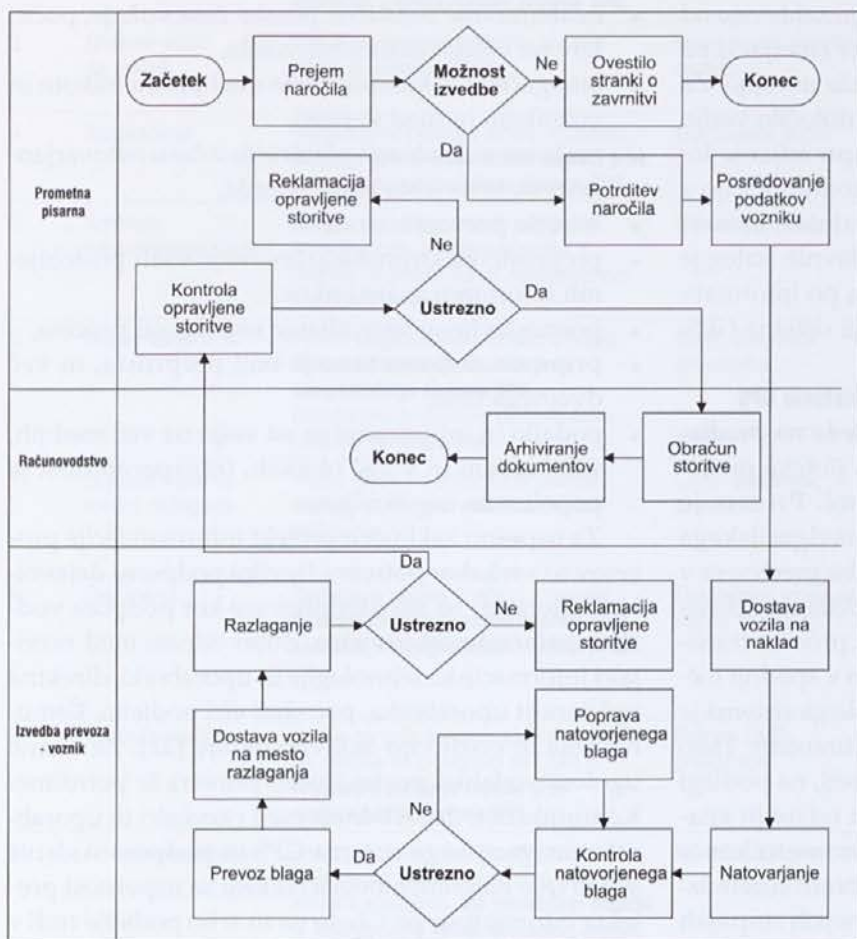 Začetek
Prejem
naročila
Možnost
izvedbe
Ne
Ovestilo
stranki o
zavrnitvi
Konec
Da
Prometna
pisarna
Reklamacija
opravljene
storitve
Potrditev
naročila
Posredovanje
podatkov
vozniku
Ne
Kontrola
opravljene
storitve
Ustrezno
Da
Računovodstvo
Konec
Arhiviranje
dokumentov
Obračun
storitve
Da
Razlaganje
Ustrezno
Ne
Reklamacija
opravljene
storitve
Dostava
vozila na
naklad
Izvedba prevoza
- voznik
Dostava vozila
na mesto
razlaganja
Poprava
natovorjenega
blaga
Ne
Prevoz blaga
Da
Ustrezno
Kontrola
natovorjenega
blaga
Natovarjanje